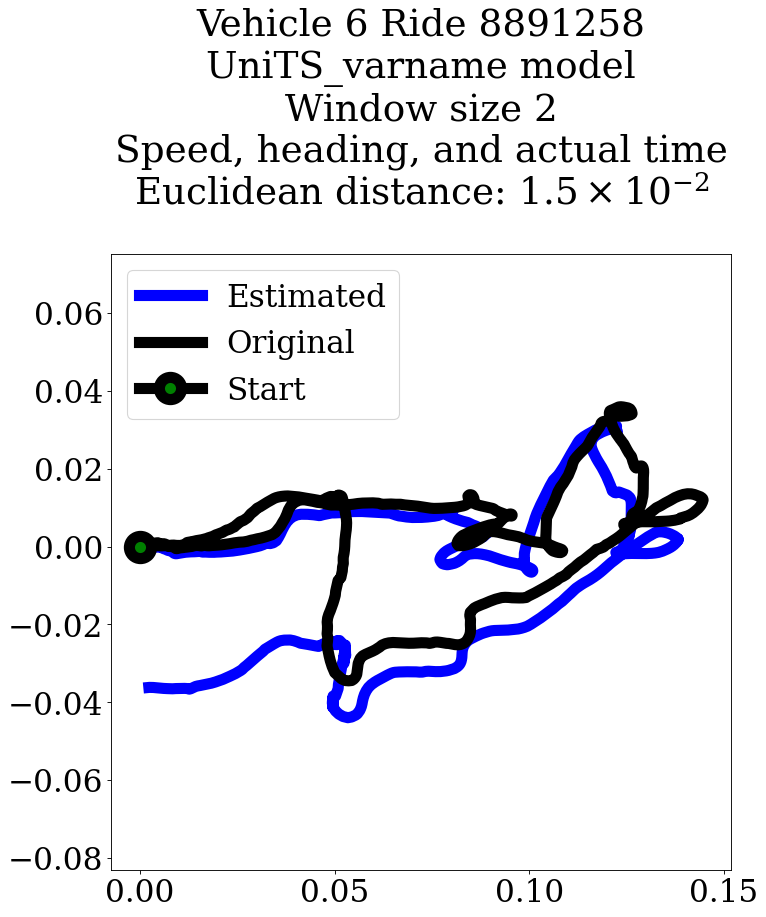 Vehicle 6 Ride 8891258
UniTS_varname model
Window size 2
Speed, heading, and actual time
Euclidean distance: 1.5 × 10⁻²
Estimated
Original
Start
0.06
0.04
0.02
0.00
−0.02
−0.04
−0.06
−0.08
0.00 0.05 0.10 0.15